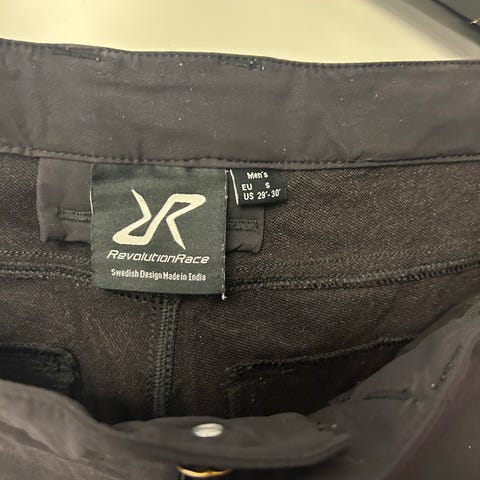 RevolutionRace
Swedish Design Made in India
Men's
EU S
US 29'-30'